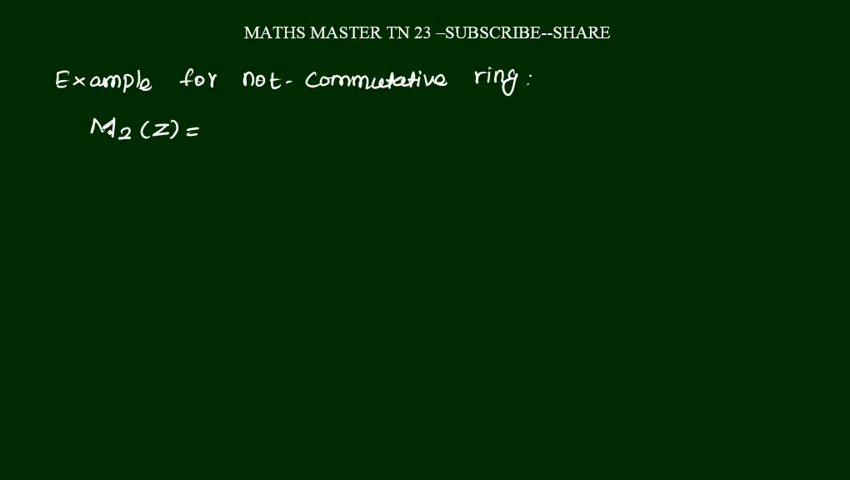 MATHS MASTER TN 23 –SUBSCRIBE--SHARE
Example for not-commutative ring:
M₂(Z)=